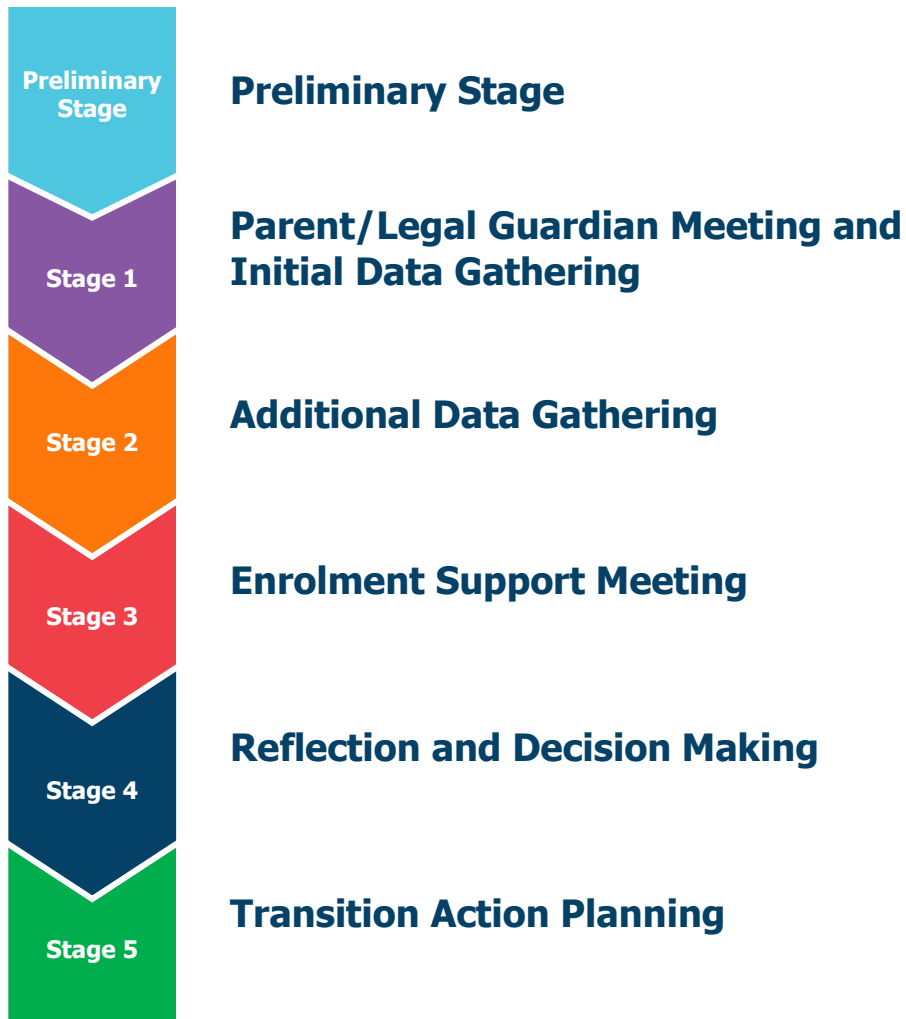 Preliminary
Stage
Preliminary Stage
Stage 1
Parent/Legal Guardian Meeting and
Initial Data Gathering
Stage 2
Additional Data Gathering
Stage 3
Enrolment Support Meeting
Stage 4
Reflection and Decision Making
Stage 5
Transition Action Planning